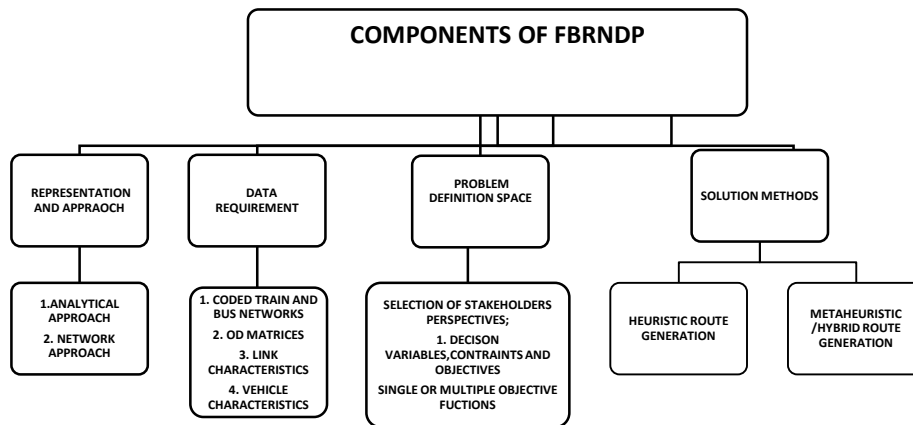 COMPONENTS OF FBRNDP
REPRESENTATION
AND APPRAOCH
DATA
REQUIREMENT
PROBLEM
DEFINITION SPACE
SOLUTION METHODS
1.ANALYTICAL
APPROACH
2. NETWORK
APPROACH
1. CODED TRAIN AND
BUS NETWORKS
2. OD MATRICES
3. LINK
CHARACTERISTICS
4. VEHICLE
CHARACTERISTICS
SELECTION OF STAKEHOLDERS
PERSPECTIVES;
1. DECISON
VARIABLES,CONTRAINTS AND
OBJECTIVES
SINGLE OR MULTIPLE OBJECTIVE
FUCTIONS
HEURISTIC ROUTE
GENERATION
METAHEURISTIC
/HYBRID ROUTE
GENERATION